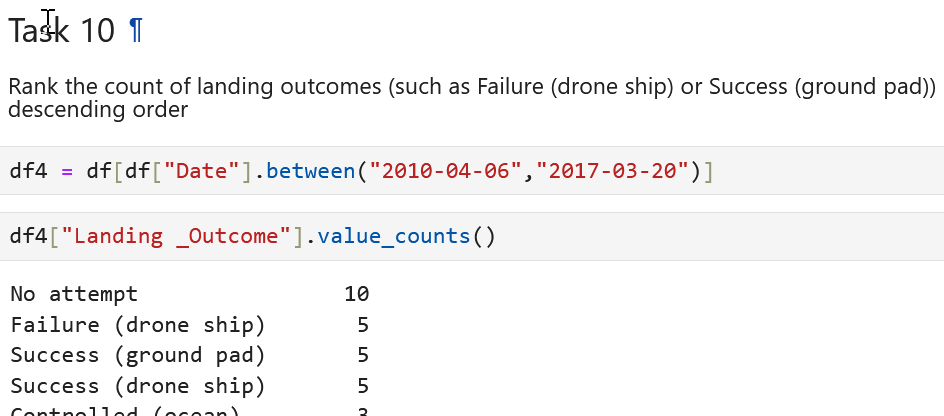 Task 10 ¶
Rank the count of landing outcomes (such as Failure (drone ship) or Success (ground pad))
descending order
df4 = df[df["Date"].between("2010-04-06","2017-03-20")]
df4["Landing _Outcome"].value_counts()
No attempt 10
Failure (drone ship) 5
Success (ground pad) 5
Success (drone ship) 5
Controlled (ocean) 3